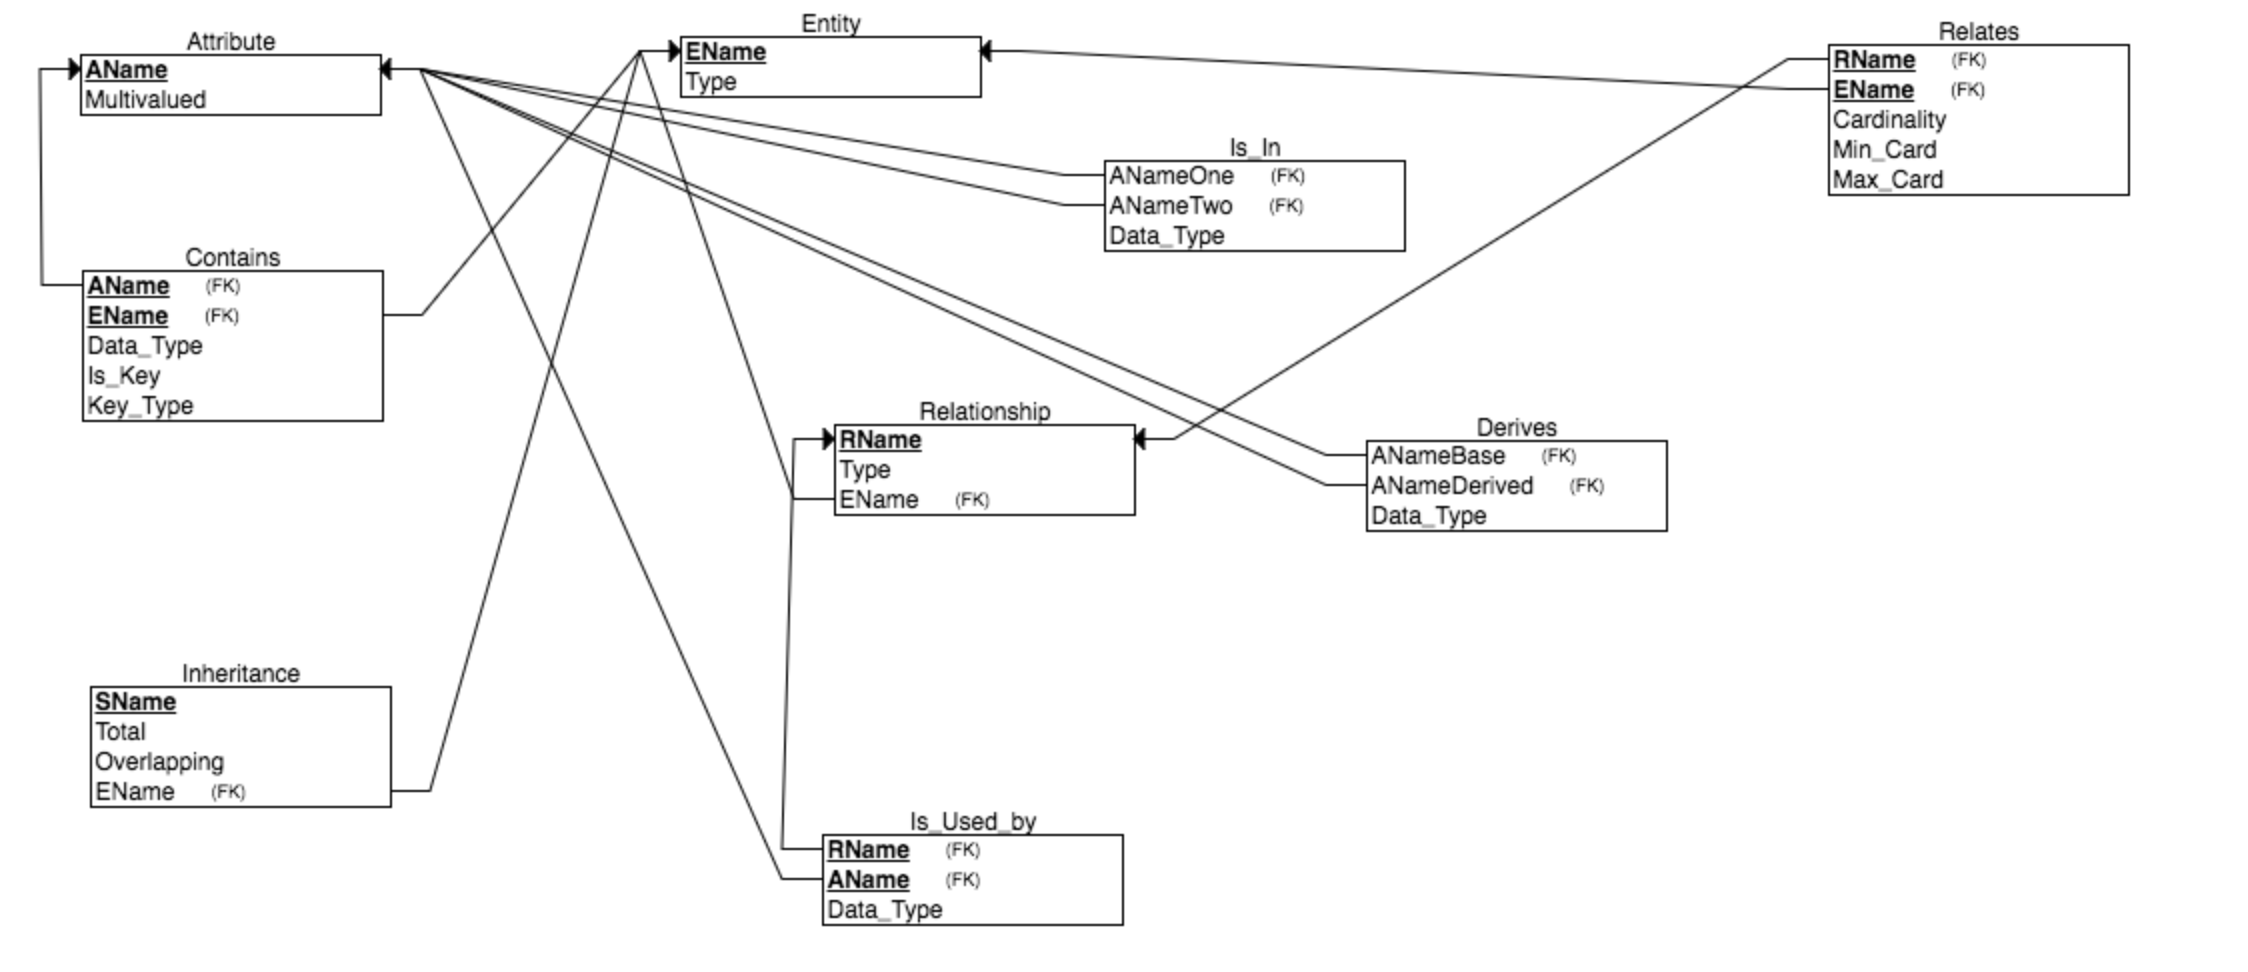 Attribute
AName
Multivalued
Entity
EName
Type
Relates
RName (FK)
EName (FK)
Cardinality
Min_Card
Max_Card
Is_In
ANameOne (FK)
ANameTwo (FK)
Data_Type
Contains
AName (FK)
EName (FK)
Data_Type
Is_Key
Key_Type
Relationship
RName
Type
EName (FK)
Derives
ANameBase (FK)
ANameDerived (FK)
Data_Type
Inheritance
SName
Total
Overlapping
EName (FK)
Is_Used_by
RName (FK)
AName (FK)
Data_Type